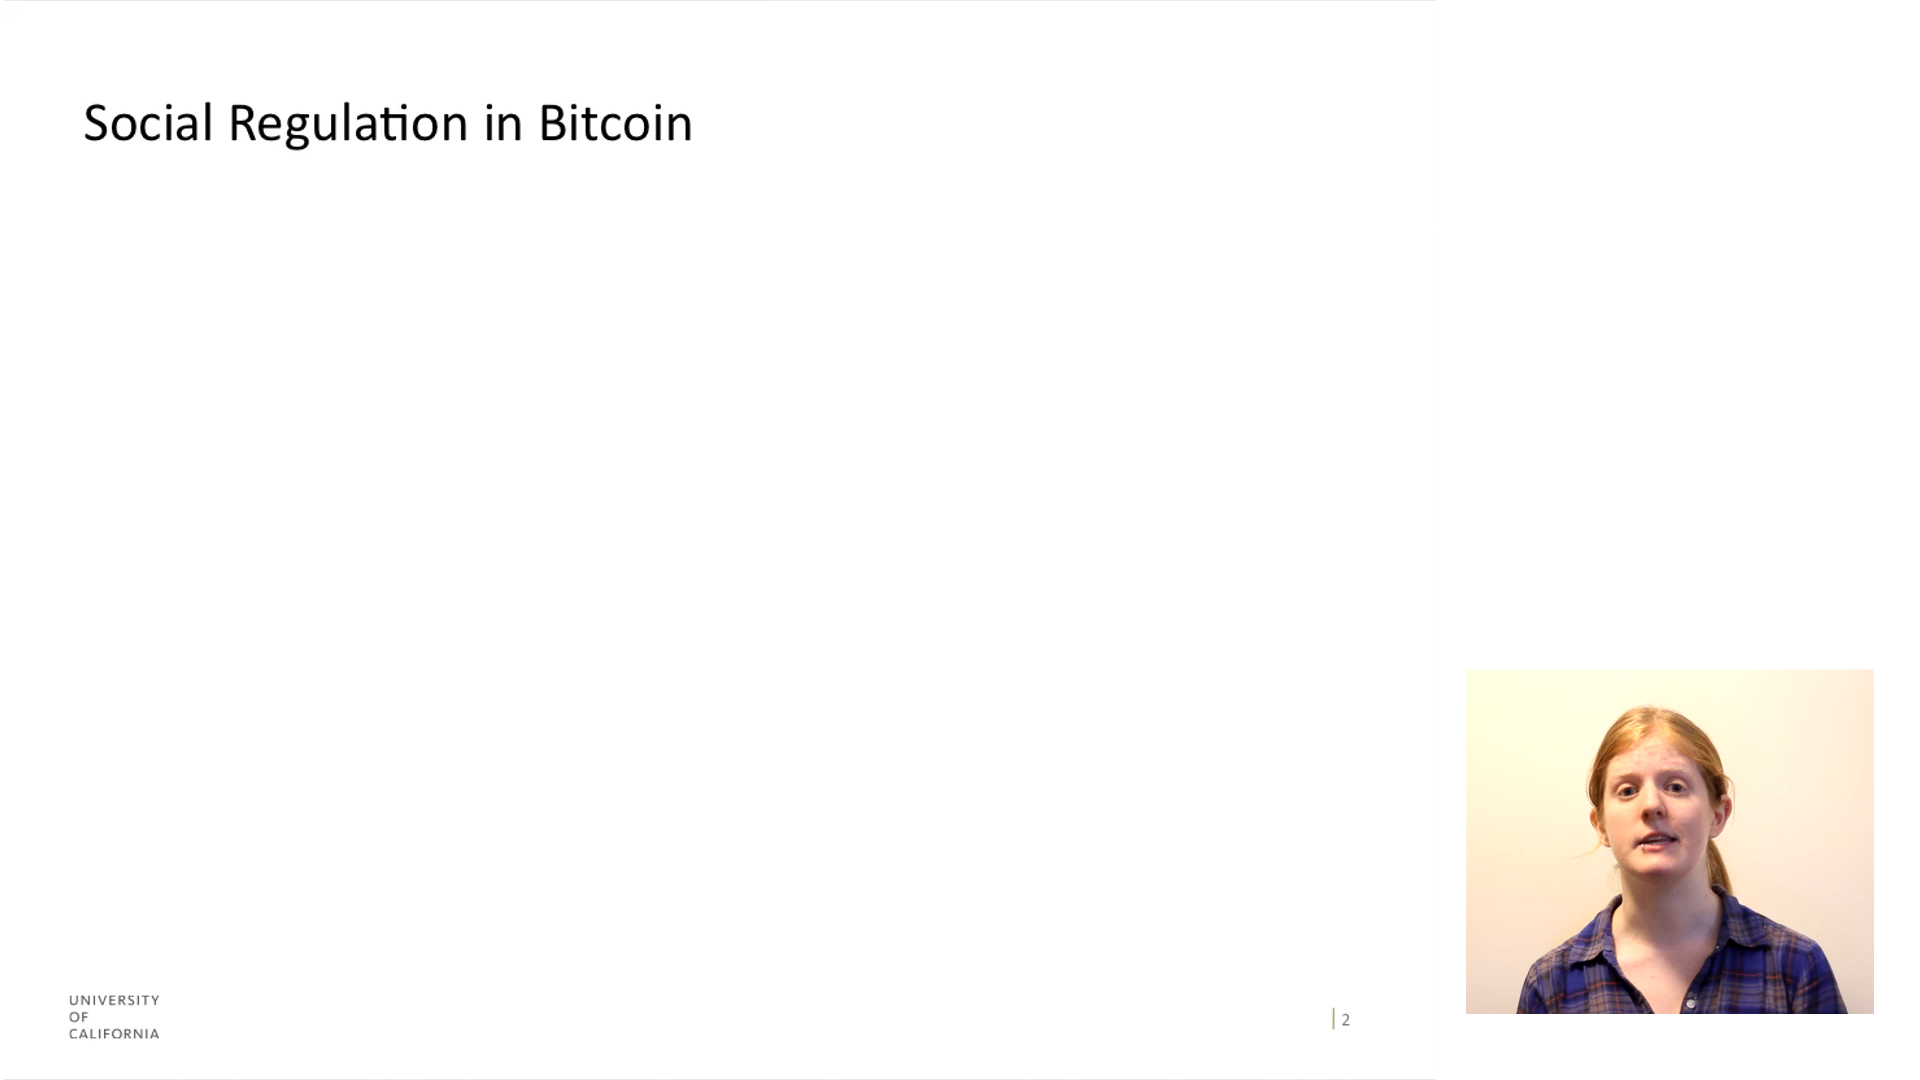 Social Regulation in Bitcoin
UNIVERSITY
OF
CALIFORNIA
2